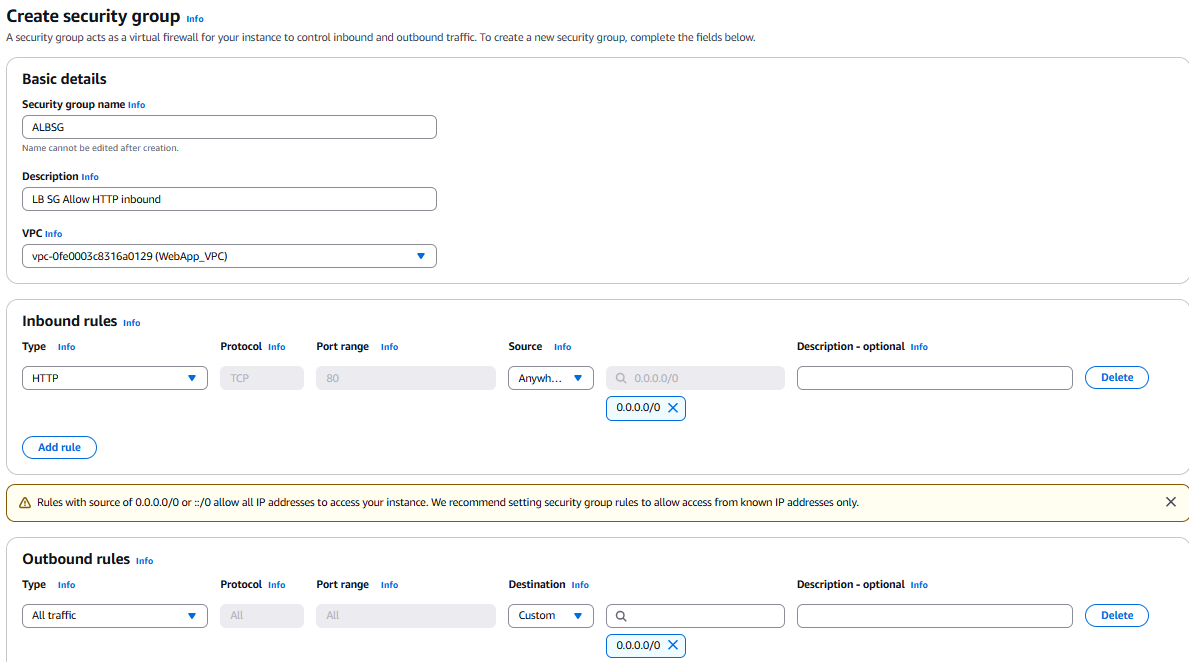 Create security group Info
A security group acts as a virtual firewall for your instance to control inbound and outbound traffic. To create a new security group, complete the fields below.
Basic details
Security group name Info
ALBSG
Name cannot be edited after creation.
Description Info
LB SG Allow HTTP inbound
VPC Info
vpc-0fe0003c8316a0129 (WebApp_VPC)
Inbound rules Info
Type Info Protocol Info Port range Info Source Info Description - optional Info
HTTP TCP 80 Anywh... 0.0.0.0/0 Delete
0.0.0.0/0
Add rule
Rules with source of 0.0.0.0/0 or ::/0 allow all IP addresses to access your instance. We recommend setting security group rules to allow access from known IP addresses only.
Outbound rules Info
Type Info Protocol Info Port range Info Destination Info Description - optional Info
All traffic All All Custom Delete
0.0.0.0/0